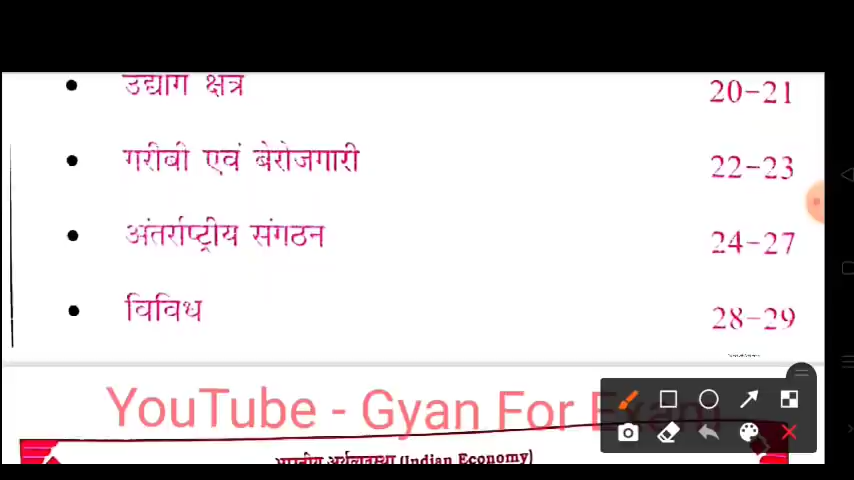 • उद्योग क्षेत्र 20-21
• गरीबी एवं बेरोजगारी 22-23
• अंतर्राष्ट्रीय संगठन 24-27
• विविध 28-29
YouTube - Gyan For Exam
भारतीय अर्थव्यवस्था (Indian Economy)